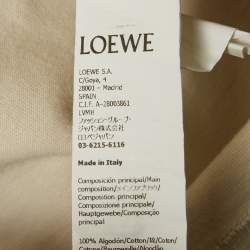 LOEWE
LOEWE S.A.
C/Goya, 4
28001 - Madrid
SPAIN
C.I.F. A-28003861
LVMH
ファッション・グループ・
ジャパン株式会社
ロエベジャパン
03-6215-6116
Made in Italy
Composición principal/Main
composition/メインファブリック/
Composição principal/
Composizione principale/
Hauptgewebe/Composição
principal
100% Algodón/Cotton/綿/Coton/